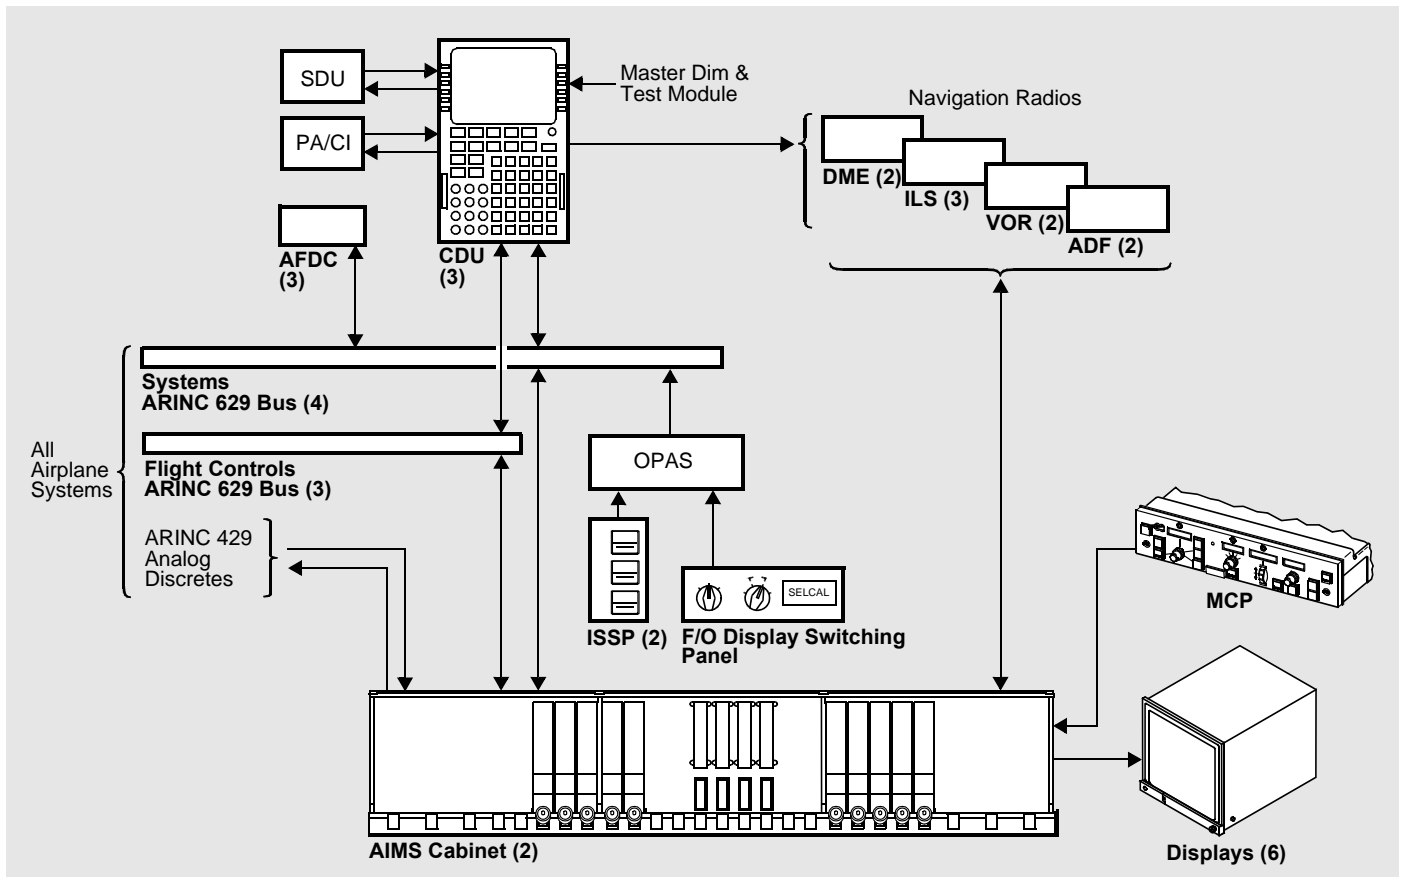 SDU
PA/CI
Master Dim &
Test Module
Navigation Radios
DME (2)
ILS (3)
VOR (2)
ADF (2)
AFDC
(3)
CDU
(3)
Systems
ARINC 629 Bus (4)
All
Airplane
Systems
Flight Controls
ARINC 629 Bus (3)
ARINC 429
Analog
Discretes
OPAS
SELCAL
ISSP (2)
F/O Display Switching
Panel
MCP
AIMS Cabinet (2)
Displays (6)